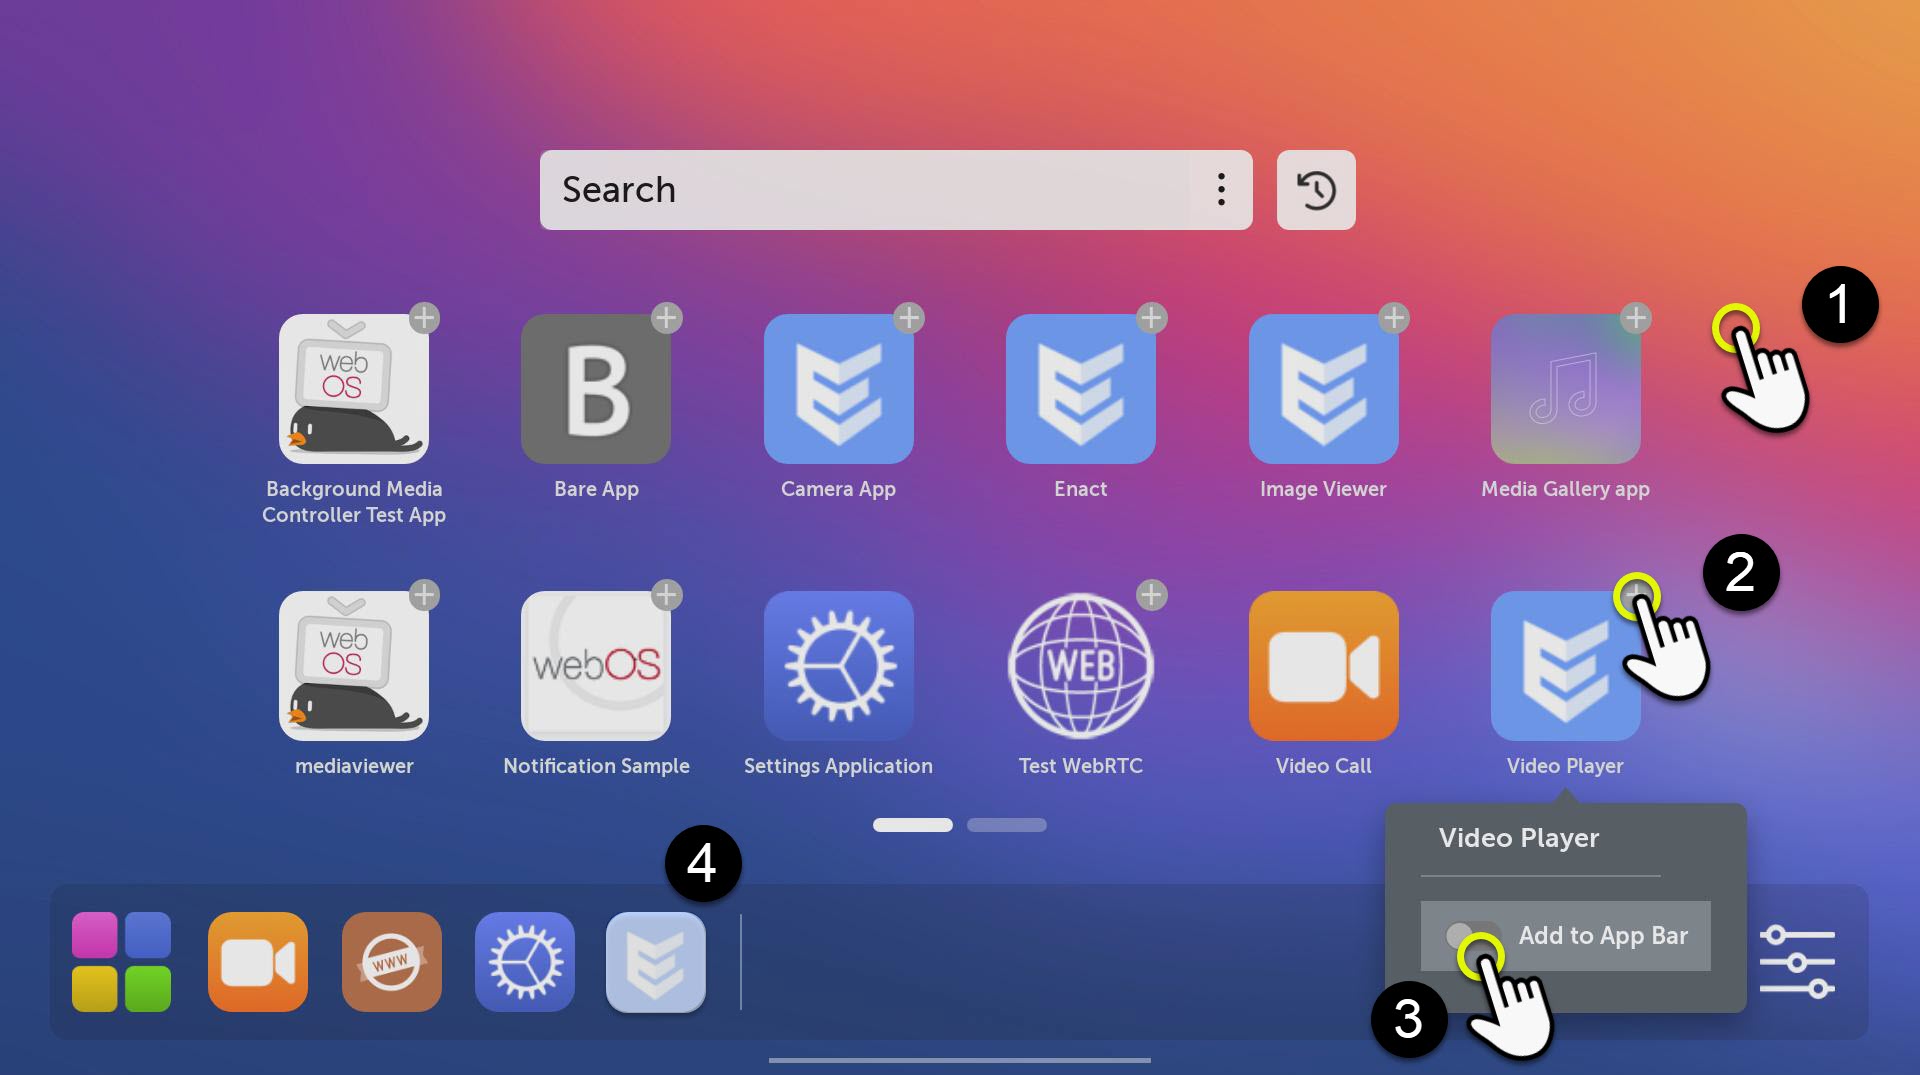 Search
1
web
OS
B
Background Media
Controller Test App
Bare App
Camera App
Enact
Image Viewer
Media Gallery app
2
web
OS
webOS
WEB
mediaviewer
Notification Sample
Settings Application
Test WebRTC
Video Call
Video Player
Video Player
4
WWW
Add to App Bar
3